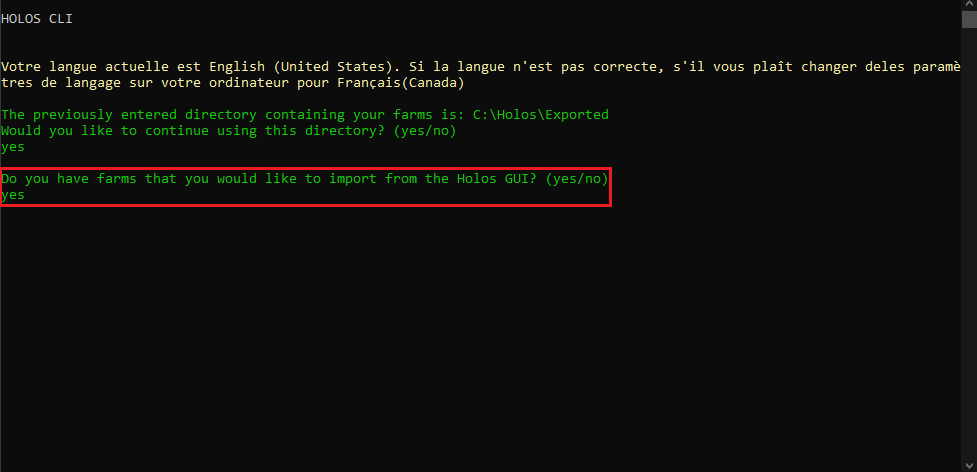 HOLOS CLI
Votre langue actuelle est English (United States). Si la langue n'est pas correcte, s'il vous plaît changer deles paramè
tres de langage sur votre ordinateur pour Français(Canada)
The previously entered directory containing your farms is: C:\Holos\Exported
Would you like to continue using this directory? (yes/no)
yes
Do you have farms that you would like to import from the Holos GUI? (yes/no)
yes